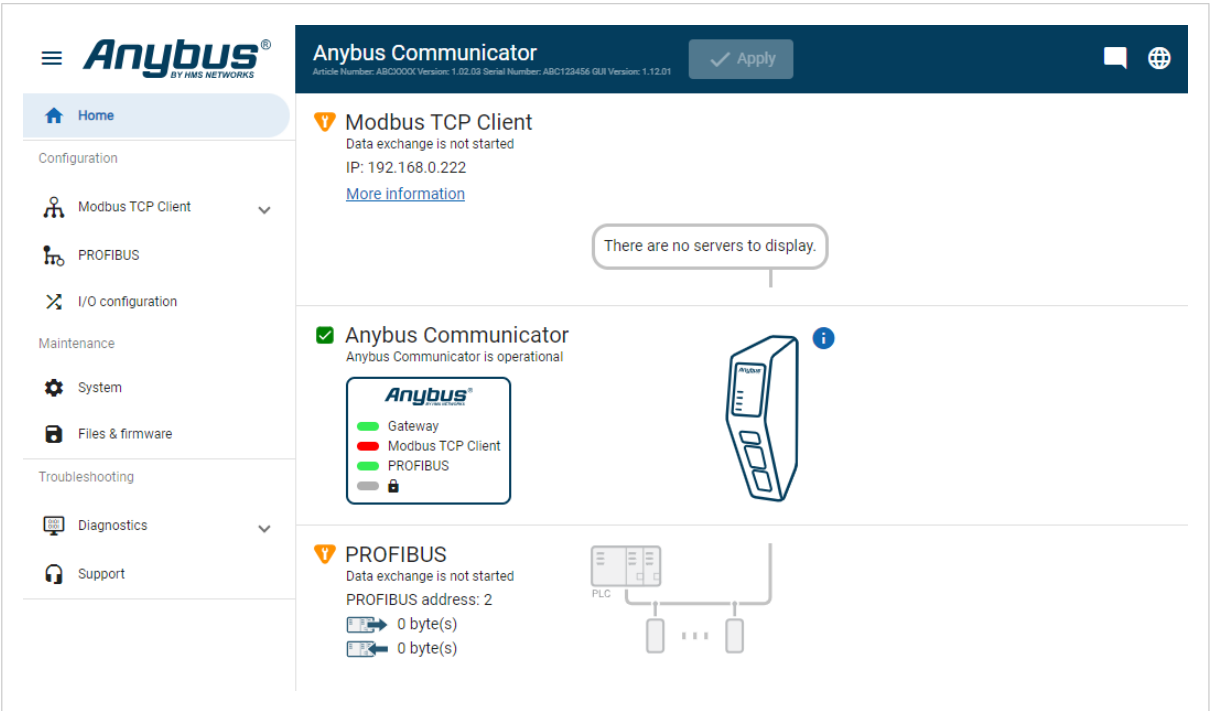 Anybus®
BY HMS NETWORKS
Home
Configuration
Modbus TCP Client
PROFIBUS
I/O configuration
Maintenance
System
Files & firmware
Troubleshooting
Diagnostics
Support
Anybus Communicator
Article Number: ABCXXXX Version: 1.02.03 Serial Number: ABC123456 GUI Version: 1.12.01
Apply
Modbus TCP Client
Data exchange is not started
IP: 192.168.0.222
More information
There are no servers to display.
Anybus Communicator
Anybus Communicator is operational
Anybus®
BY HMS NETWORKS
Gateway
Modbus TCP Client
PROFIBUS
Anybus
PROFIBUS
Data exchange is not started
PROFIBUS address: 2
0 byte(s)
0 byte(s)
PLC